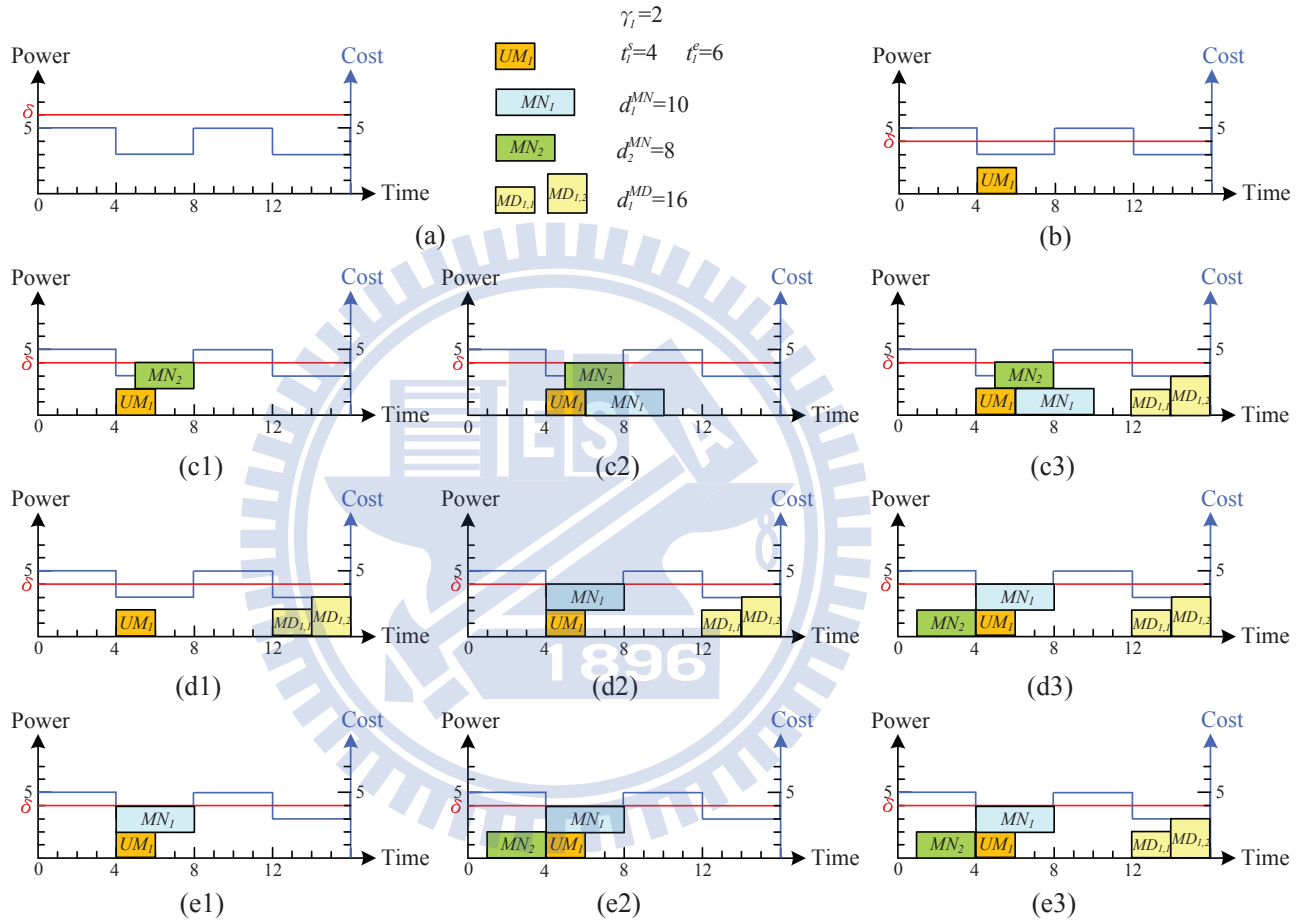 γ₁=2
Power Cost
UM₁ t₁ˢ=4 t₁ᵉ=6
MN₁ d₁ᴹᴺ=10
MN₂ d₂ᴹᴺ=8
MD₁,₁ MD₁,₂ d₁ᴹᴰ=16
δ 5 5
0 4 8 12 Time
(a)
Power Cost
δ 5 5
UM₁
0 4 8 12 Time
(b)
Power Cost
δ 5 5
MN₂
UM₁
0 4 8 12 Time
(c1)
Power Cost
δ 5 5
MN₂
UM₁ MN₁
0 4 8 12 Time
(c2)
Power Cost
δ 5 5
MN₂
UM₁ MN₁ MD₁,₁ MD₁,₂
0 4 8 12 Time
(c3)
Power Cost
δ 5 5
UM₁ MD₁,₁ MD₁,₂
0 4 8 12 Time
(d1)
Power Cost
δ 5 5
MN₁
UM₁ MD₁,₁ MD₁,₂
0 4 8 12 Time
(d2)
Power Cost
δ 5 5
MN₁
MN₂ UM₁ MD₁,₁ MD₁,₂
0 4 8 12 Time
(d3)
Power Cost
δ 5 5
MN₁
UM₁
0 4 8 12 Time
(e1)
Power Cost
δ 5 5
MN₁
MN₂ UM₁
0 4 8 12 Time
(e2)
Power Cost
δ 5 5
MN₁
MN₂ UM₁ MD₁,₁ MD₁,₂
0 4 8 12 Time
(e3)
E S A
8
1896